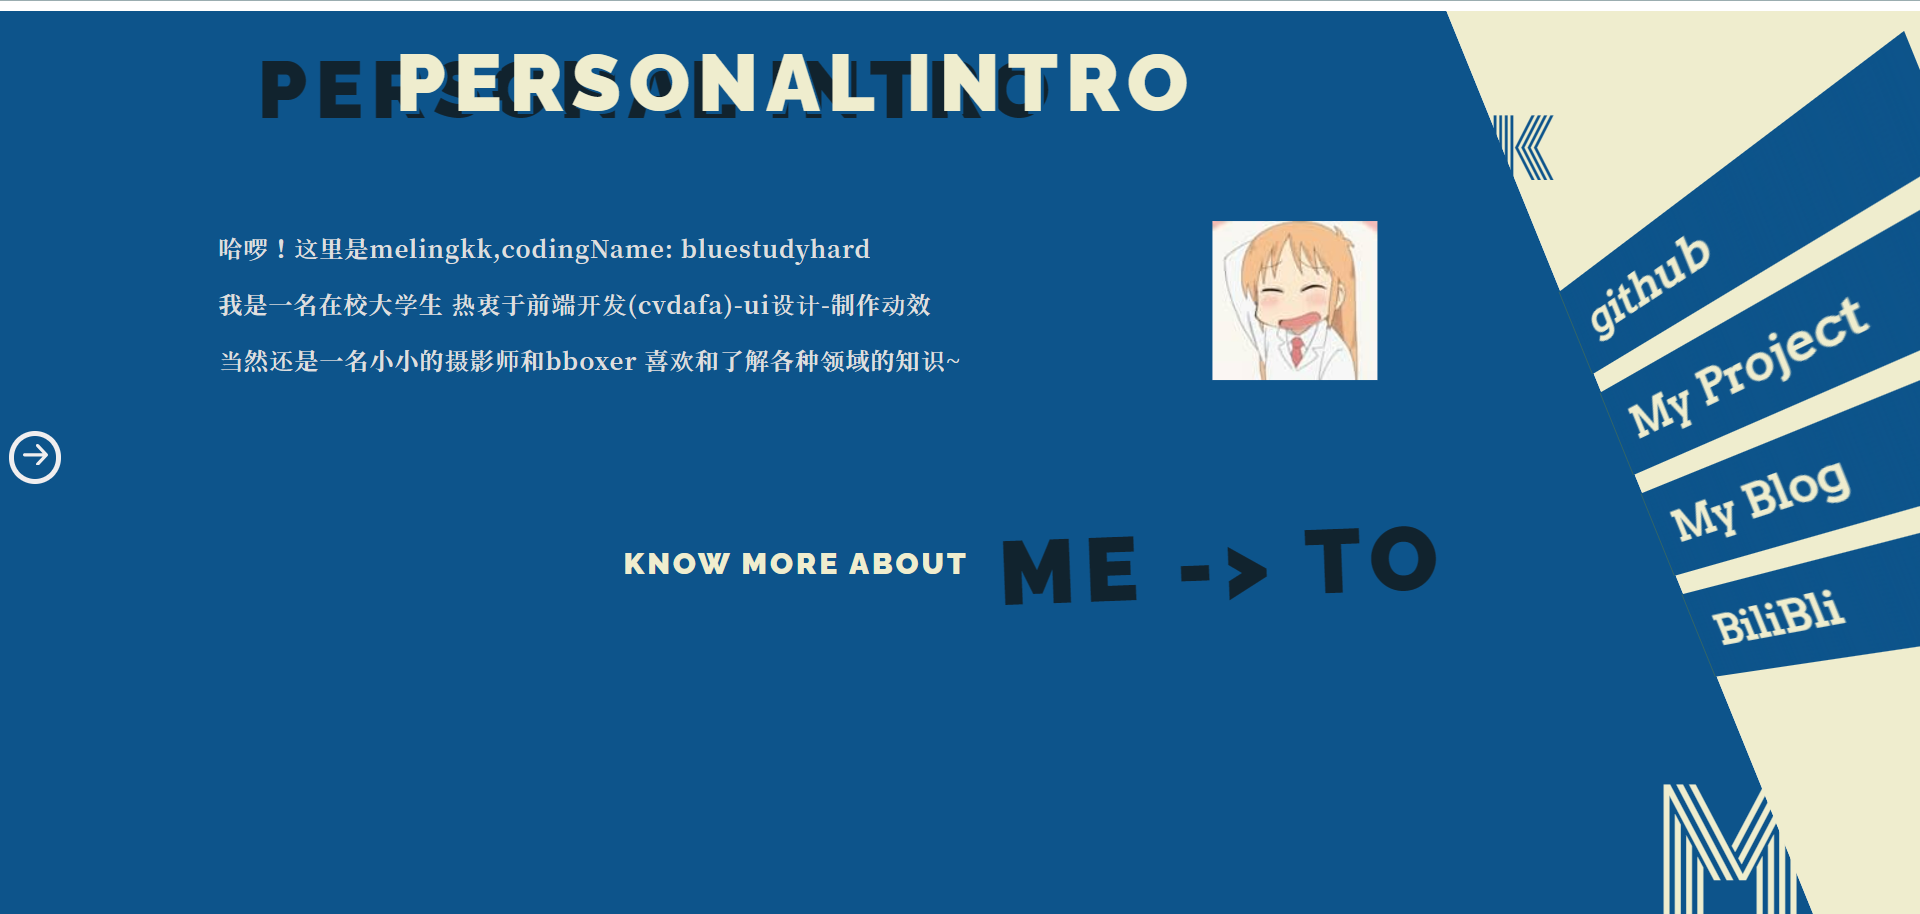 PERSONAL INTRO
PERSONAL INTRO
K
哈啰！这里是melingkk,codingName: bluestudyhard
我是一名在校大学生 热衷于前端开发(cvdafa)-ui设计-制作动效
当然还是一名小小的摄影师和bboxer 喜欢和了解各种领域的知识~
github
My Project
My Blog
BiliBli
KNOW MORE ABOUT ME -> TO
M